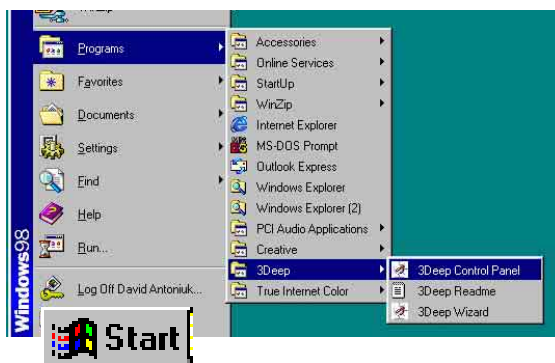 WinZip
Programs
Favorites
Documents
Settings
Find
Help
Run...
Log Off David Antoniuk...
Windows98
Start
Accessories
Online Services
StartUp
WinZip
Internet Explorer
MS-DOS Prompt
Outlook Express
Windows Explorer
Windows Explorer (2)
PCI Audio Applications
Creative
3Deep
True Internet Color
3Deep Control Panel
3Deep Readme
3Deep Wizard